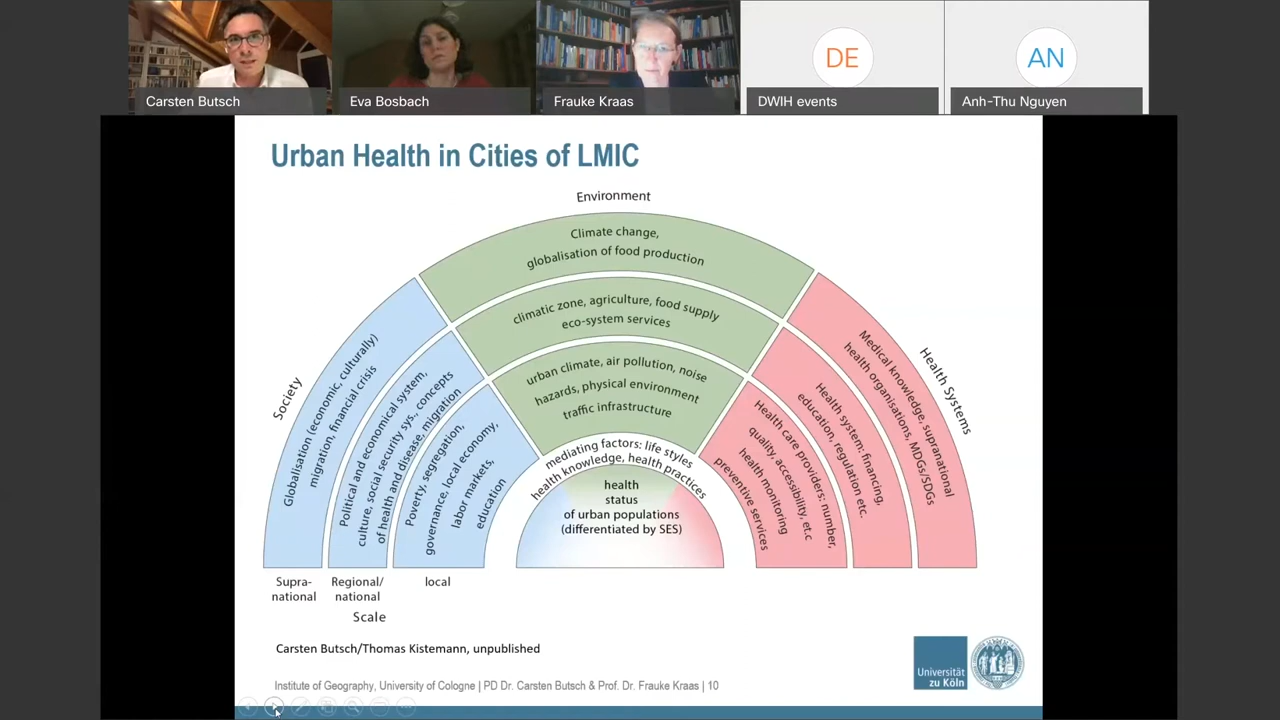 Carsten Butsch
Eva Bosbach
Frauke Kraas
DE
DWIH events
AN
Anh-Thu Nguyen
Urban Health in Cities of LMIC
Environment
Climate change,
globalisation of food production
climatic zone, agriculture, food supply
eco-system services
urban climate, air pollution, noise
hazards, physical environment
traffic infrastructure
Society
Globalisation (economic, culturally)
migration, financial crisis
Political and economical system,
culture, social security sys., concepts
of health and disease, migration
Poverty, segregation,
governance, local economy,
labor markets,
education
mediating factors: life styles
health knowledge, health practices
health
status
of urban populations
(differentiated by SES)
Health Systems
Medical knowledge, supranational
health organisations, MDGs/SDGs
Health system: financing,
education, regulation etc.
Health care providers: number,
quality, accessibility, et.c
health monitoring
preventive services
Supra-
national
Regional/
national
local
Scale
Carsten Butsch/Thomas Kistemann, unpublished
Institute of Geography, University of Cologne | PD Dr. Carsten Butsch & Prof. Dr. Frauke Kraas | 10
Universität
zu Köln